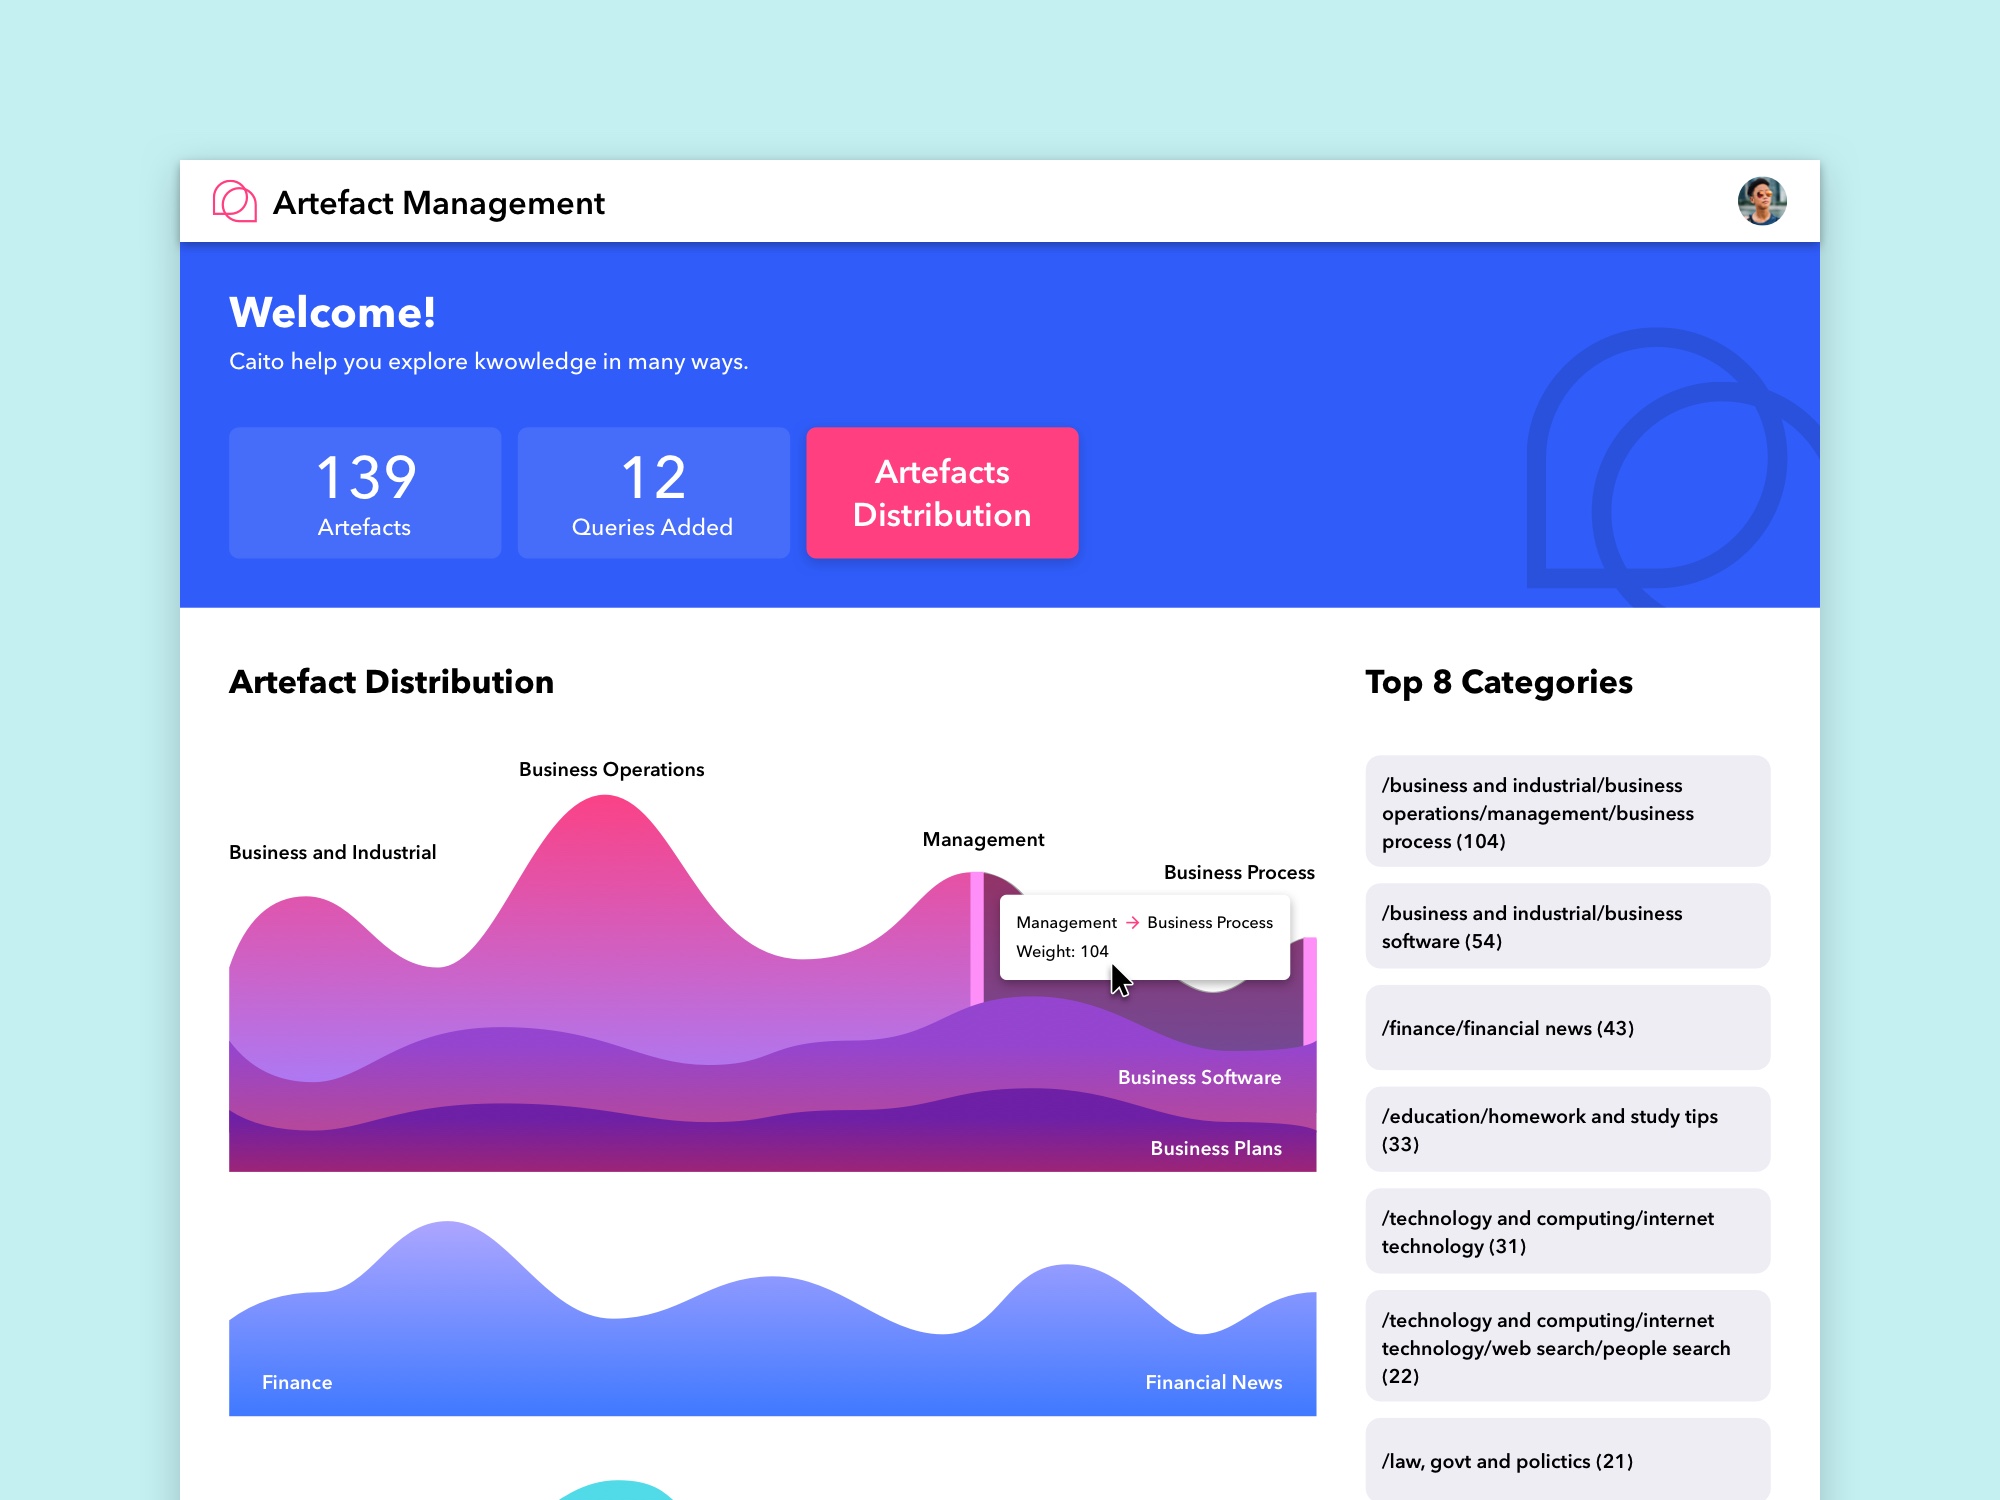 Artefact Management
Welcome!
Caito help you explore kwowledge in many ways.
139
Artefacts
12
Queries Added
Artefacts
Distribution
Artefact Distribution
Business Operations
Business and Industrial
Management
Business Process
Management → Business Process
Weight: 104
Business Software
Business Plans
Finance
Financial News
Top 8 Categories
/business and industrial/business
operations/management/business
process (104)
/business and industrial/business
software (54)
/finance/financial news (43)
/education/homework and study tips
(33)
/technology and computing/internet
technology (31)
/technology and computing/internet
technology/web search/people search
(22)
/law, govt and polictics (21)